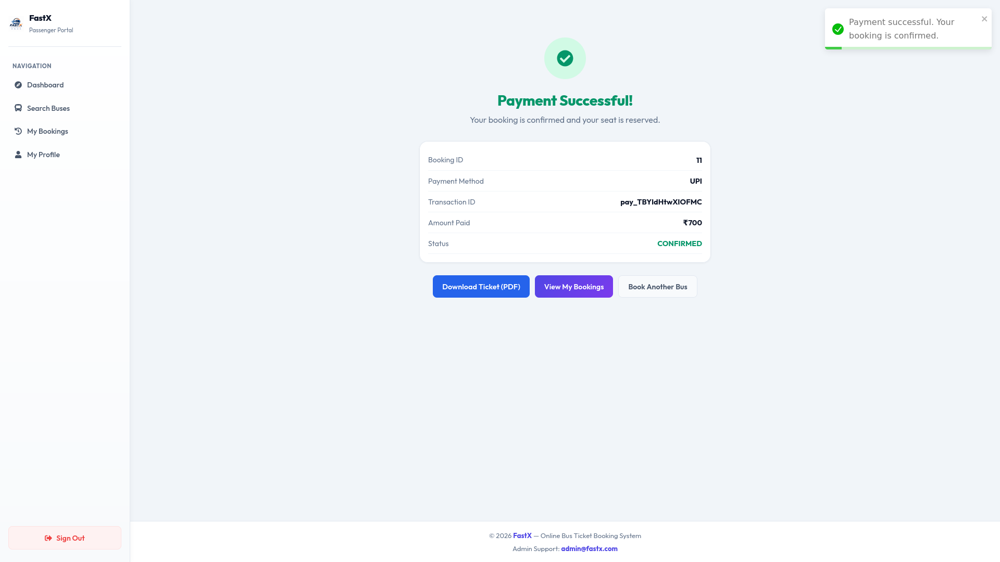 FastX
Passenger Portal
NAVIGATION
Dashboard
Search Buses
My Bookings
My Profile
Sign Out
Payment Successful!
Your booking is confirmed and your seat is reserved.
Booking ID 11
Payment Method UPI
Transaction ID pay_TBYIdHtwXIOFMC
Amount Paid ₹700
Status CONFIRMED
Download Ticket (PDF) View My Bookings Book Another Bus
Payment successful. Your
booking is confirmed.
© 2026 FastX — Online Bus Ticket Booking System
Admin Support: admin@fastx.com